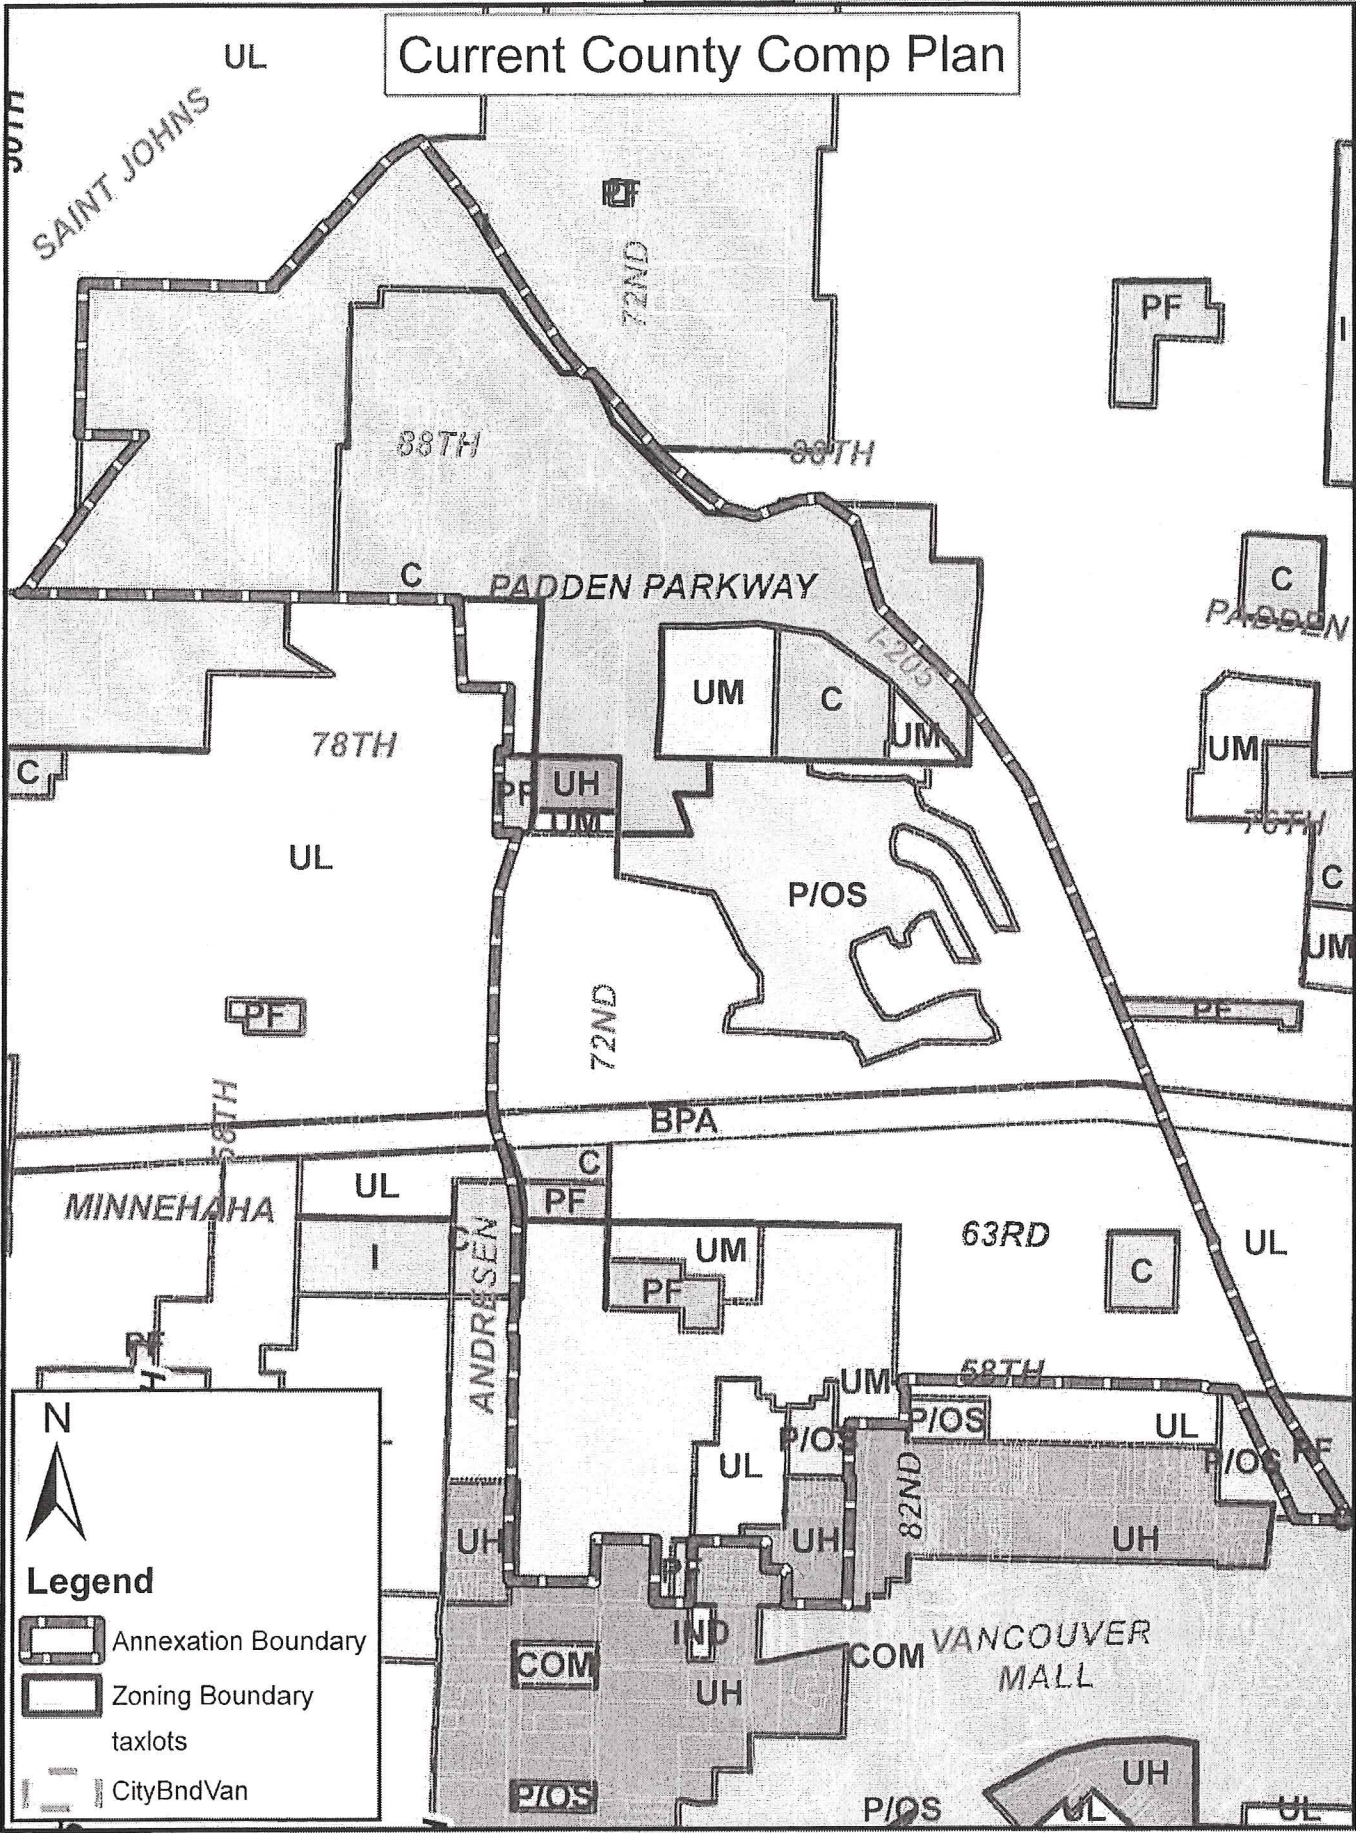 Current County Comp Plan
UL
50TH
SAINT JOHNS
72ND
PF
I
88TH
88TH
C
PADDEN PARKWAY
C
PADDEN
I-205
UM
C
UM
UM
78TH
C
PF
UH
UM
76TH
UL
C
P/OS
UM
PF
PF
72ND
58TH
BPA
C
UL
PF
MINNEHAHA
C
UM
63RD
UL
I
C
PF
ANDRESEN
PF
H
UM
58TH
P/OS
UL
P/OS
UL
P/OS
PF
82ND
UH
UH
UH
IND
COM
COM
VANCOUVER
MALL
UH
UH
P/OS
P/OS
UL
UL
N
Legend
Annexation Boundary
Zoning Boundary
taxlots
CityBndVan